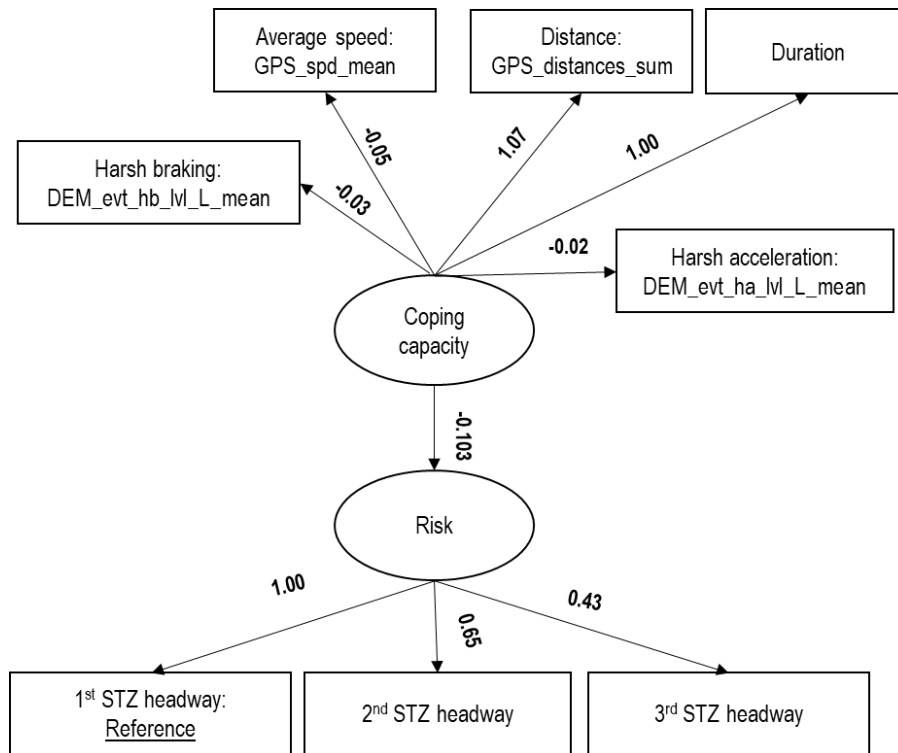 Average speed:
GPS_spd_mean
Distance:
GPS_distances_sum
Duration
-0.05
1.07
1.00
Harsh braking:
DEM_evt_hb_lvl_L_mean
-0.03
-0.02
Harsh acceleration:
DEM_evt_ha_lvl_L_mean
Coping
capacity
-0.103
Risk
1.00
0.65
0.43
1st STZ headway:
Reference
2nd STZ headway
3rd STZ headway